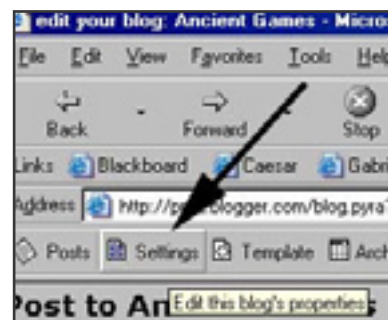 edit your blog: Ancient Games - Micros
File Edit View Favorites Tools Help
Back Forward Stop
Links Blackboard Caesar Gabri
Address http://p blogger.com/blog.pyra?
Posts Settings Template Arch
Post to An
Edit this blog's properties